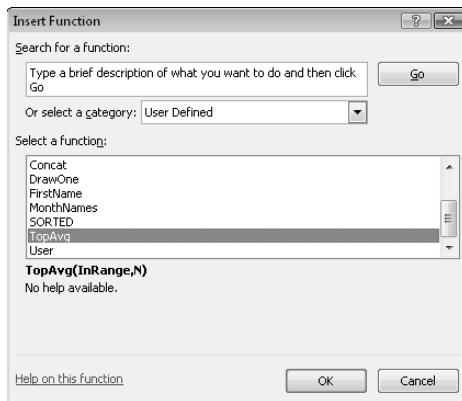 Insert Function
Search for a function:
Type a brief description of what you want to do and then click
Go
Go
Or select a category: User Defined
Select a function:
Concat
DrawOne
FirstName
MonthNames
SORTED
TopAvg
User
TopAvg(InRange,N)
No help available.
Help on this function
OK
Cancel